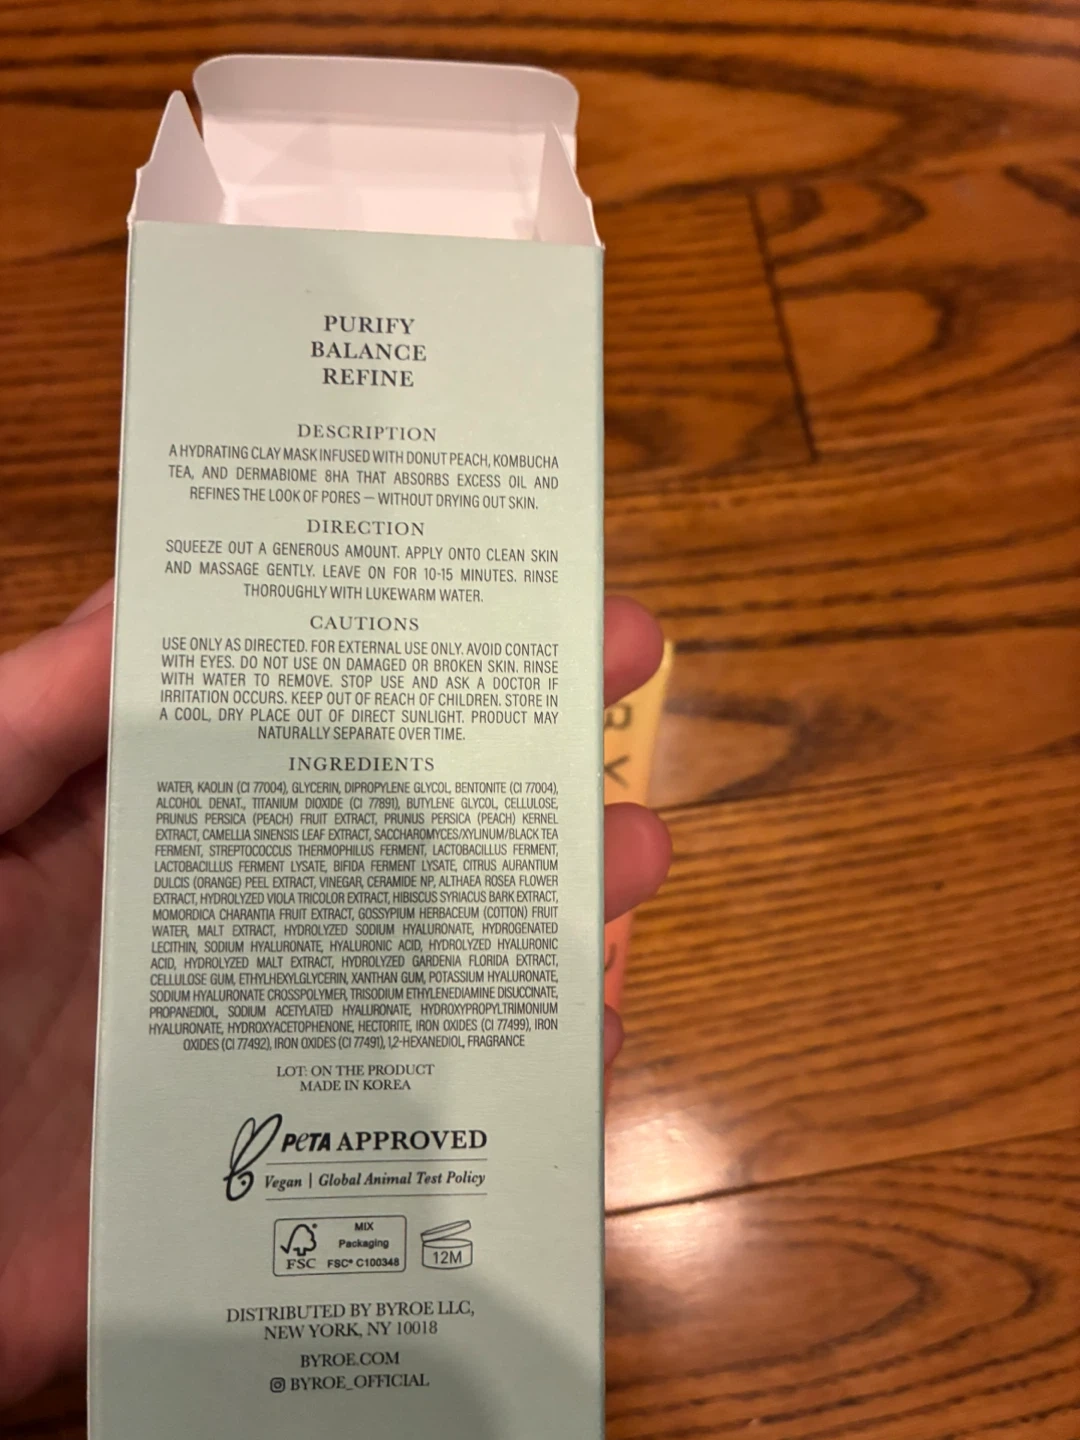 PURIFY
BALANCE
REFINE
DESCRIPTION
A HYDRATING CLAY MASK INFUSED WITH DONUT PEACH, KOMBUCHA
TEA, AND DERMABIOME 8HA THAT ABSORBS EXCESS OIL AND
REFINES THE LOOK OF PORES — WITHOUT DRYING OUT SKIN.
DIRECTION
SQUEEZE OUT A GENEROUS AMOUNT. APPLY ONTO CLEAN SKIN
AND MASSAGE GENTLY. LEAVE ON FOR 10-15 MINUTES. RINSE
THOROUGHLY WITH LUKEWARM WATER.
CAUTIONS
USE ONLY AS DIRECTED. FOR EXTERNAL USE ONLY. AVOID CONTACT
WITH EYES. DO NOT USE ON DAMAGED OR BROKEN SKIN. RINSE
WITH WATER TO REMOVE. STOP USE AND ASK A DOCTOR IF
IRRITATION OCCURS. KEEP OUT OF REACH OF CHILDREN. STORE IN
A COOL, DRY PLACE OUT OF DIRECT SUNLIGHT. PRODUCT MAY
NATURALLY SEPARATE OVER TIME.
INGREDIENTS
WATER, KAOLIN (CI 77004), GLYCERIN, DIPROPYLENE GLYCOL, BENTONITE (CI 77004),
ALCOHOL DENAT., TITANIUM DIOXIDE (CI 77891), BUTYLENE GLYCOL, CELLULOSE,
PRUNUS PERSICA (PEACH) FRUIT EXTRACT, PRUNUS PERSICA (PEACH) KERNEL
EXTRACT, CAMELLIA SINENSIS LEAF EXTRACT, SACCHAROMYCES/XYLINUM/BLACK TEA
FERMENT, STREPTOCOCCUS THERMOPHILUS FERMENT, LACTOBACILLUS FERMENT,
LACTOBACILLUS FERMENT LYSATE, BIFIDA FERMENT LYSATE, CITRUS AURANTIUM
DULCIS (ORANGE) PEEL EXTRACT, VINEGAR, CERAMIDE NP, ALTHAEA ROSEA FLOWER
EXTRACT, HYDROLYZED VIOLA TRICOLOR EXTRACT, HIBISCUS SYRIACUS BARK EXTRACT,
MOMORDICA CHARANTIA FRUIT EXTRACT, GOSSYPIUM HERBACEUM (COTTON) FRUIT
WATER, MALT EXTRACT, HYDROLYZED SODIUM HYALURONATE, HYDROGENATED
LECITHIN, SODIUM HYALURONATE, HYALURONIC ACID, HYDROLYZED HYALURONIC
ACID, HYDROLYZED MALT EXTRACT, HYDROLYZED GARDENIA FLORIDA EXTRACT,
CELLULOSE GUM, ETHYLHEXYLGLYCERIN, XANTHAN GUM, POTASSIUM HYALURONATE,
SODIUM HYALURONATE CROSSPOLYMER, TRISODIUM ETHYLENEDIAMINE DISUCCINATE,
PROPANEDIOL, SODIUM ACETYLATED HYALURONATE, HYDROXYPROPYLTRIMONIUM
HYALURONATE, HYDROXYACETOPHENONE, HECTORITE, IRON OXIDES (CI 77499), IRON
OXIDES (CI 77492), IRON OXIDES (CI 77491), 1,2-HEXANEDIOL, FRAGRANCE
LOT: ON THE PRODUCT
MADE IN KOREA
PETA APPROVED
Vegan | Global Animal Test Policy
MIX
Packaging
FSC FSC® C100348
12M
DISTRIBUTED BY BYROE LLC,
NEW YORK, NY 10018
BYROE.COM
BYROE_OFFICIAL